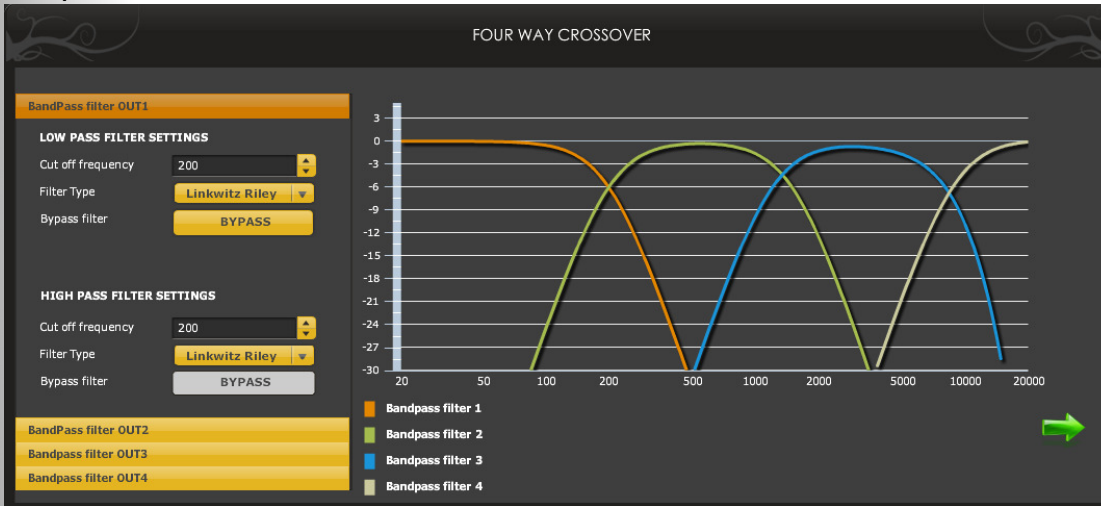 FOUR WAY CROSSOVER
BandPass filter OUT1
LOW PASS FILTER SETTINGS
Cut off frequency 200
Filter Type Linkwitz Riley
Bypass filter BYPASS
HIGH PASS FILTER SETTINGS
Cut off frequency 200
Filter Type Linkwitz Riley
Bypass filter BYPASS
BandPass filter OUT2
Bandpass filter OUT3
Bandpass filter OUT4
3
0
-3
-6
-9
-12
-15
-18
-21
-24
-27
-30
20 50 100 200 500 1000 2000 5000 10000 20000
Bandpass filter 1
Bandpass filter 2
Bandpass filter 3
Bandpass filter 4